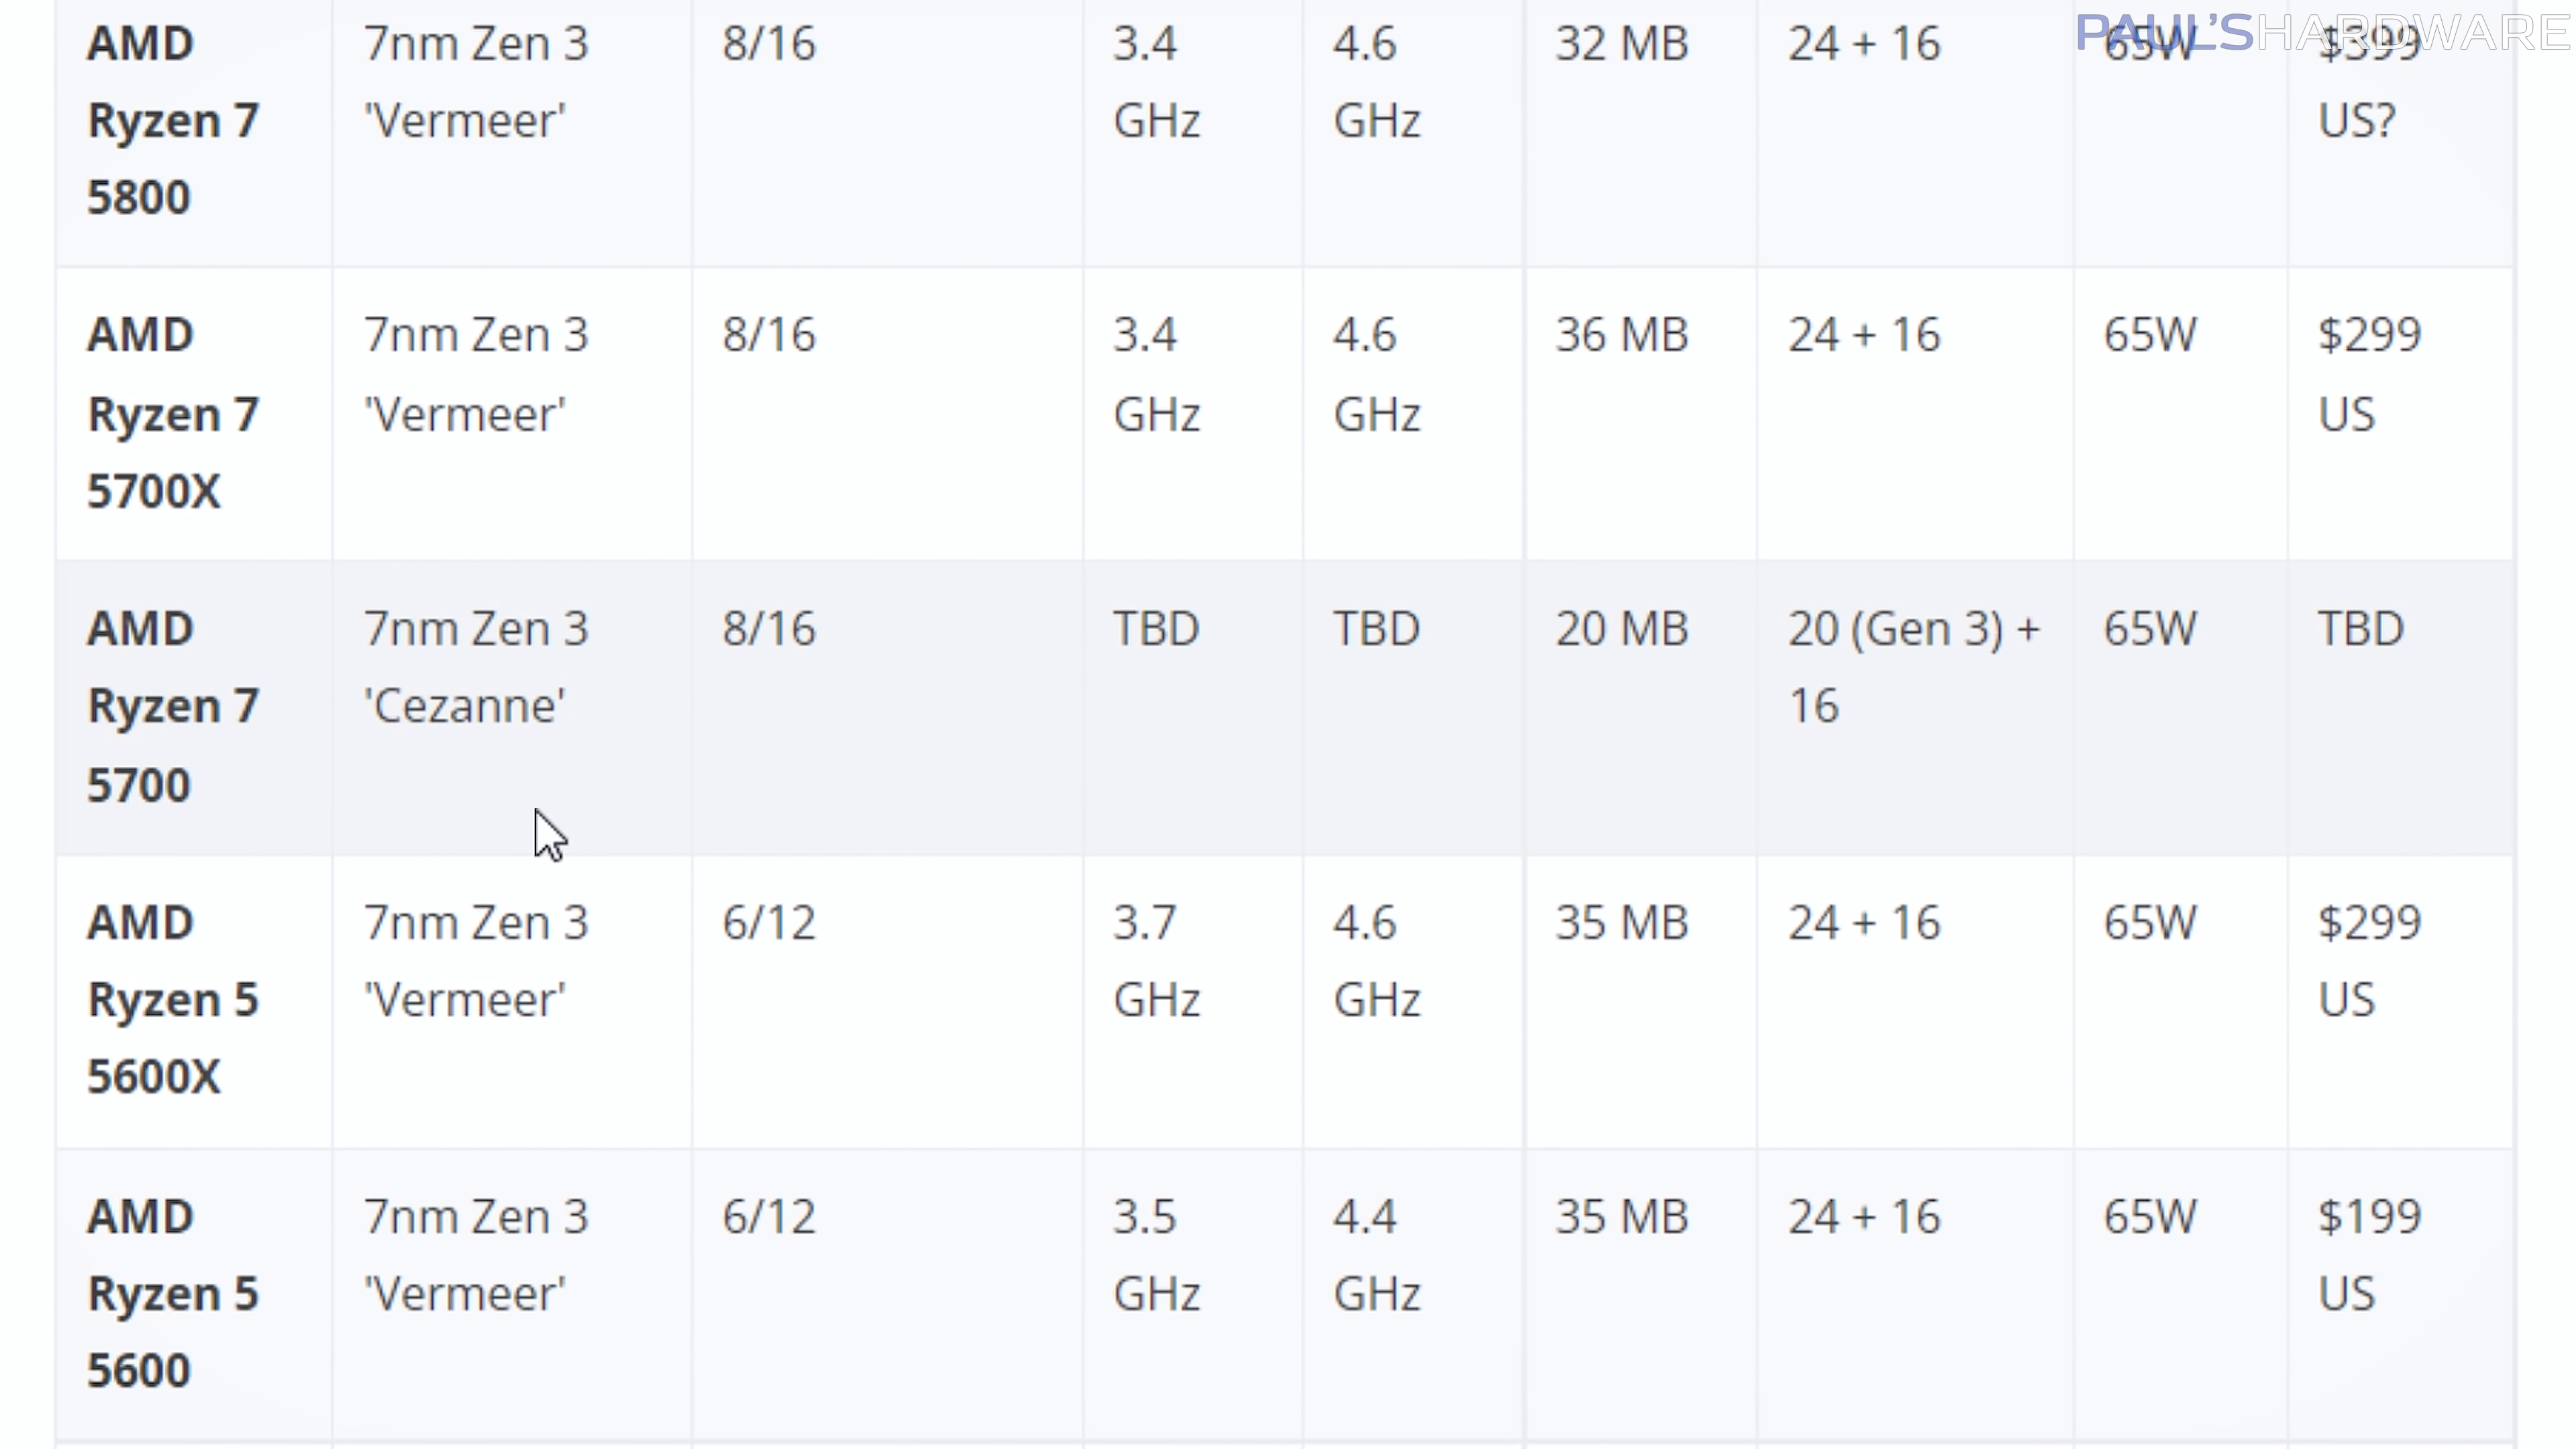 PAUL'SHARDWARE
AMD 7nm Zen 3 8/16 3.4 4.6 32 MB 24 + 16 65W $399
Ryzen 7 'Vermeer' GHz GHz US?
5800
AMD 7nm Zen 3 8/16 3.4 4.6 36 MB 24 + 16 65W $299
Ryzen 7 'Vermeer' GHz GHz US
5700X
AMD 7nm Zen 3 8/16 TBD TBD 20 MB 20 (Gen 3) + 65W TBD
Ryzen 7 'Cezanne' 16
5700
AMD 7nm Zen 3 6/12 3.7 4.6 35 MB 24 + 16 65W $299
Ryzen 5 'Vermeer' GHz GHz US
5600X
AMD 7nm Zen 3 6/12 3.5 4.4 35 MB 24 + 16 65W $199
Ryzen 5 'Vermeer' GHz GHz US
5600